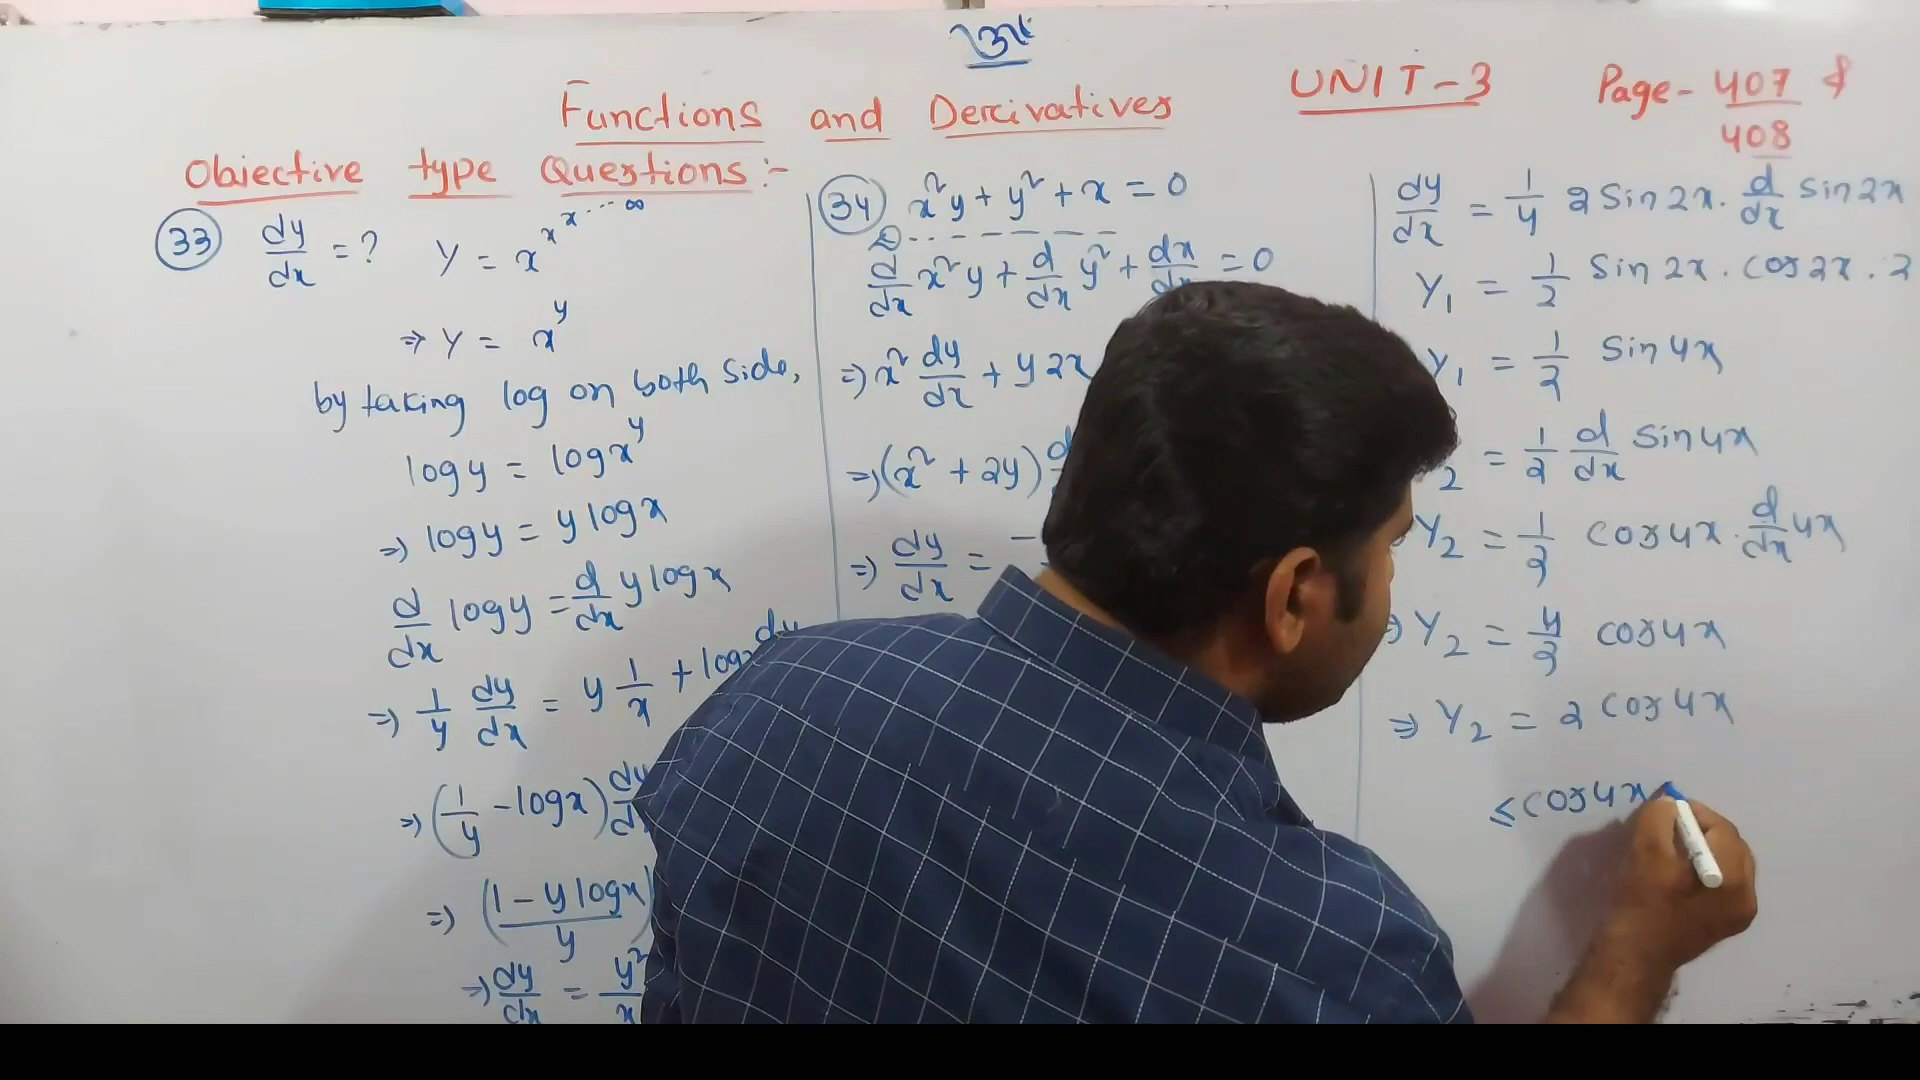 Functions and Dercivatives
UNIT-3
Page- 407 &
408
Objective type Questions :-
33 dy/dx = ? y = x^x^x^...∞
⇒ y = x^y
by taking log on both side,
log y = log x^y
⇒ log y = y log x
d/dx log y = d/dx y log x
⇒ 1/y dy/dx = y 1/x + log x dy
⇒ (1/y - log x) dy/dx
⇒ (1 - y log x)/y
⇒ dy/dx = y²/x
34 x²y + y² + x = 0
d/dx x²y + d/dx y² + dx/dx = 0
⇒ x² dy/dx + y 2x
⇒ (x² + 2y) d
⇒ dy/dx = -
dy/dx = 1/4 2 sin 2x . d/dx sin 2x
Y₁ = 1/2 sin 2x . cos 2x . 2
Y₁ = 1/2 sin 4x
2 = 1/2 d/dx sin 4x
Y₂ = 1/2 cos 4x . d/dx 4x
⇒ Y₂ = 4/2 cos 4x
⇒ Y₂ = 2 cos 4x
≤ cos 4x